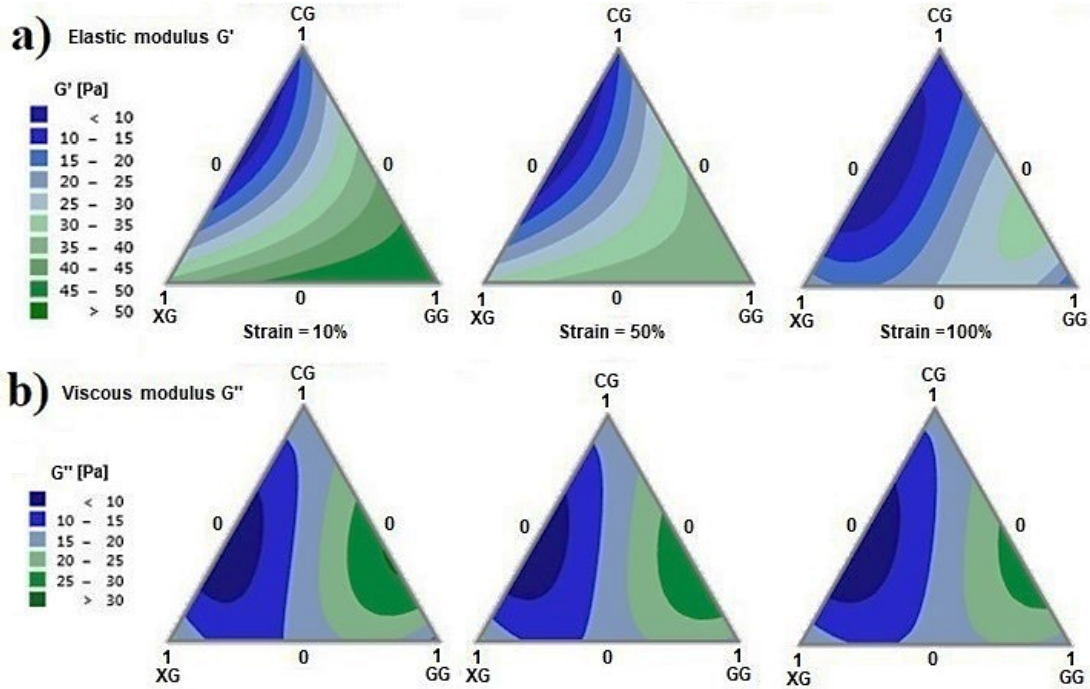 a) Elastic modulus G'
G' [Pa]
< 10
10 – 15
15 – 20
20 – 25
25 – 30
30 – 35
35 – 40
40 – 45
45 – 50
> 50
CG
1
0
0
1
XG
0
1
GG
Strain = 10%
CG
1
0
0
1
XG
0
1
GG
Strain = 50%
CG
1
0
0
1
XG
0
1
GG
Strain =100%
b) Viscous modulus G"
G" [Pa]
< 10
10 – 15
15 – 20
20 – 25
25 – 30
> 30
CG
1
0
0
1
XG
0
1
GG
CG
1
0
0
1
XG
0
1
GG
CG
1
0
0
1
XG
0
1
GG